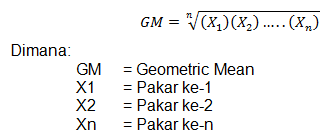 GM = ⁿ√(X₁)(X₂) …..(Xₙ)
Dimana:
GM = Geometric Mean
X1 = Pakar ke-1
X2 = Pakar ke-2
Xn = Pakar ke-n